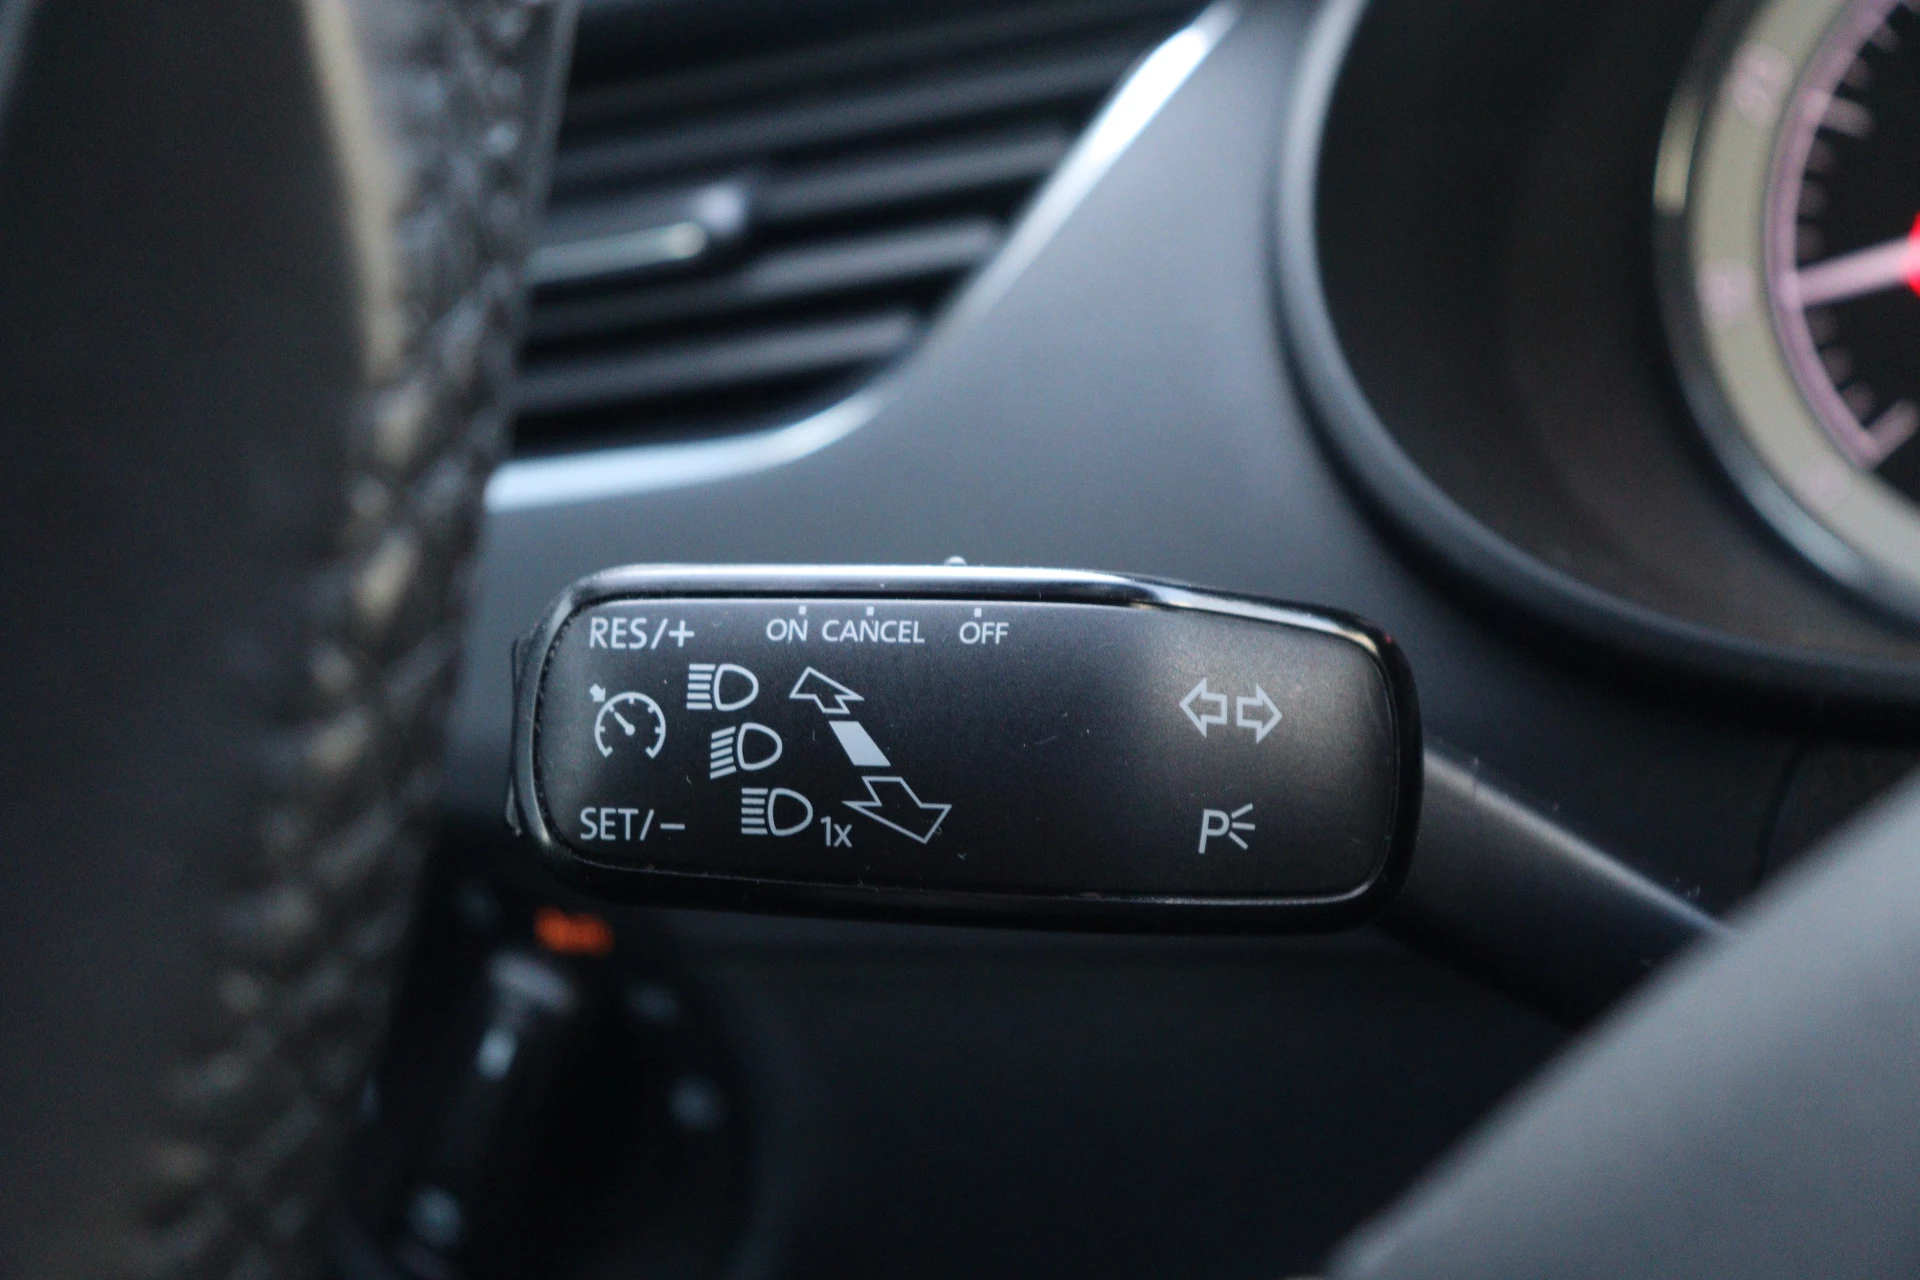 RES/+ ON CANCEL OFF
1x
SET/−
P